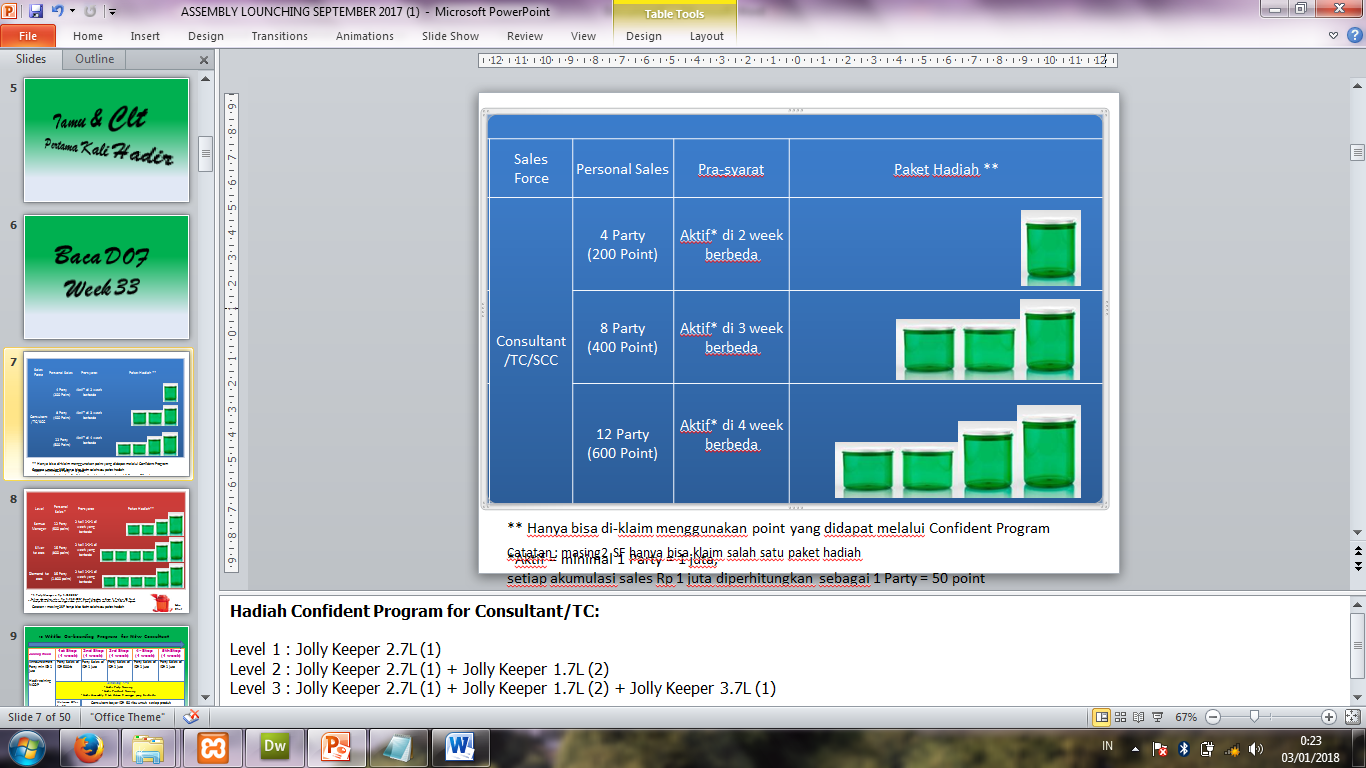 ASSEMBLY LOUNCHING SEPTEMBER 2017 (1) - Microsoft PowerPoint
Table Tools
File Home Insert Design Transitions Animations Slide Show Review View Design Layout
Slides Outline
5
Tamu & Clt
Pertama Kali Hadir
6
Baca DOF
Week 33
7
8
9
Sales Force
Personal Sales
Pra-syarat
Paket Hadiah **
Consultant
/TC/SCC
4 Party
(200 Point)
Aktif* di 2 week
berbeda
8 Party
(400 Point)
Aktif* di 3 week
berbeda
12 Party
(600 Point)
Aktif* di 4 week
berbeda
** Hanya bisa di-klaim menggunakan point yang didapat melalui Confident Program
Catatan : masing2 SF hanya bisa klaim salah satu paket hadiah
*Aktif = minimal 1 Party = 1 juta,
setiap akumulasi sales Rp 1 juta diperhitungkan sebagai 1 Party = 50 point
Hadiah Confident Program for Consultant/TC:
Level 1 : Jolly Keeper 2.7L (1)
Level 2 : Jolly Keeper 2.7L (1) + Jolly Keeper 1.7L (2)
Level 3 : Jolly Keeper 2.7L (1) + Jolly Keeper 1.7L (2) + Jolly Keeper 3.7L (1)
Slide 7 of 50 "Office Theme" 67%
IN
0:23
03/01/2018